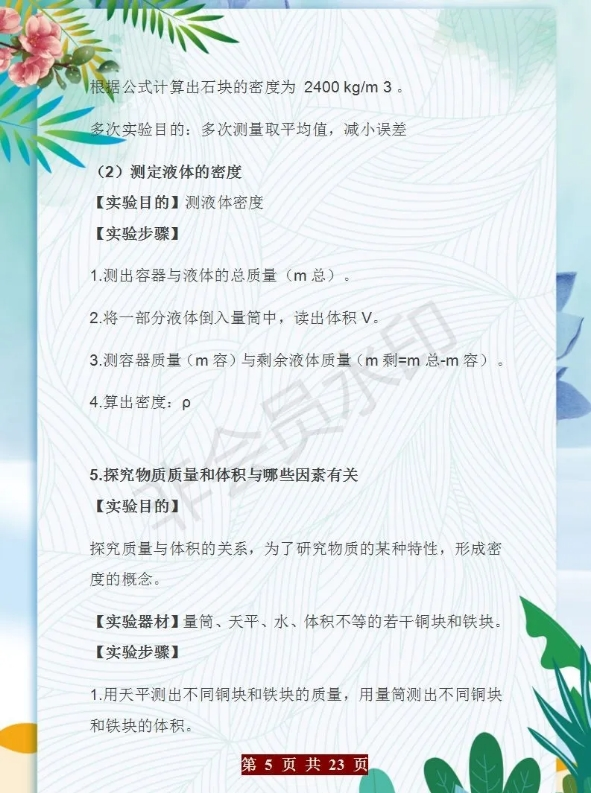 根据公式计算出石块的密度为 2400 kg/m 3 。
多次实验目的：多次测量取平均值，减小误差
（2）测定液体的密度
【实验目的】测液体密度
【实验步骤】
1.测出容器与液体的总质量（m 总）。
2.将一部分液体倒入量筒中，读出体积 V。
3.测容器质量（m 容）与剩余液体质量（m 剩=m 总-m 容）。
4.算出密度：ρ
5.探究物质质量和体积与哪些因素有关
【实验目的】
探究质量与体积的关系，为了研究物质的某种特性，形成密
度的概念。
【实验器材】量筒、天平、水、体积不等的若干铜块和铁块。
【实验步骤】
1.用天平测出不同铜块和铁块的质量，用量筒测出不同铜块
和铁块的体积。
第 5 页 共 23 页
非会员水印